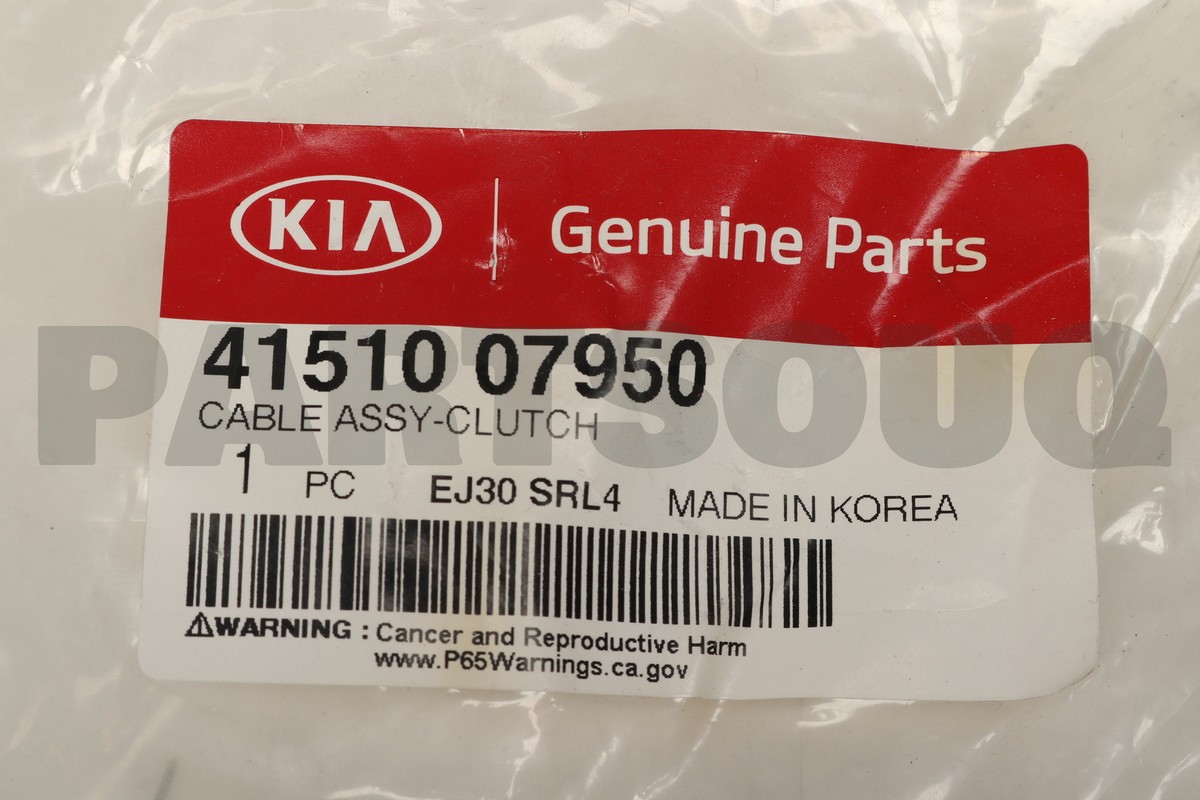 KIA Genuine Parts
41510 07950
CABLE ASSY-CLUTCH
1 PC EJ30 SRL4 MADE IN KOREA
⚠WARNING : Cancer and Reproductive Harm
www.P65Warnings.ca.gov
PARTSOUQ